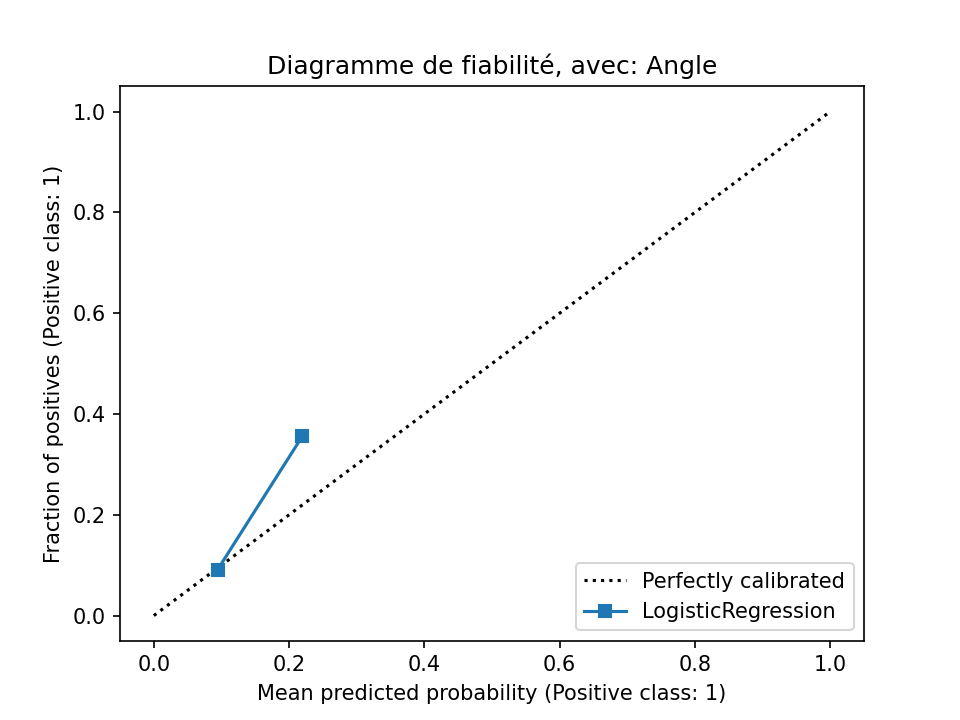 Diagramme de fiabilité, avec: Angle
Fraction of positives (Positive class: 1)
1.0
0.8
0.6
0.4
0.2
0.0
0.0 0.2 0.4 0.6 0.8 1.0
Mean predicted probability (Positive class: 1)
Perfectly calibrated
LogisticRegression